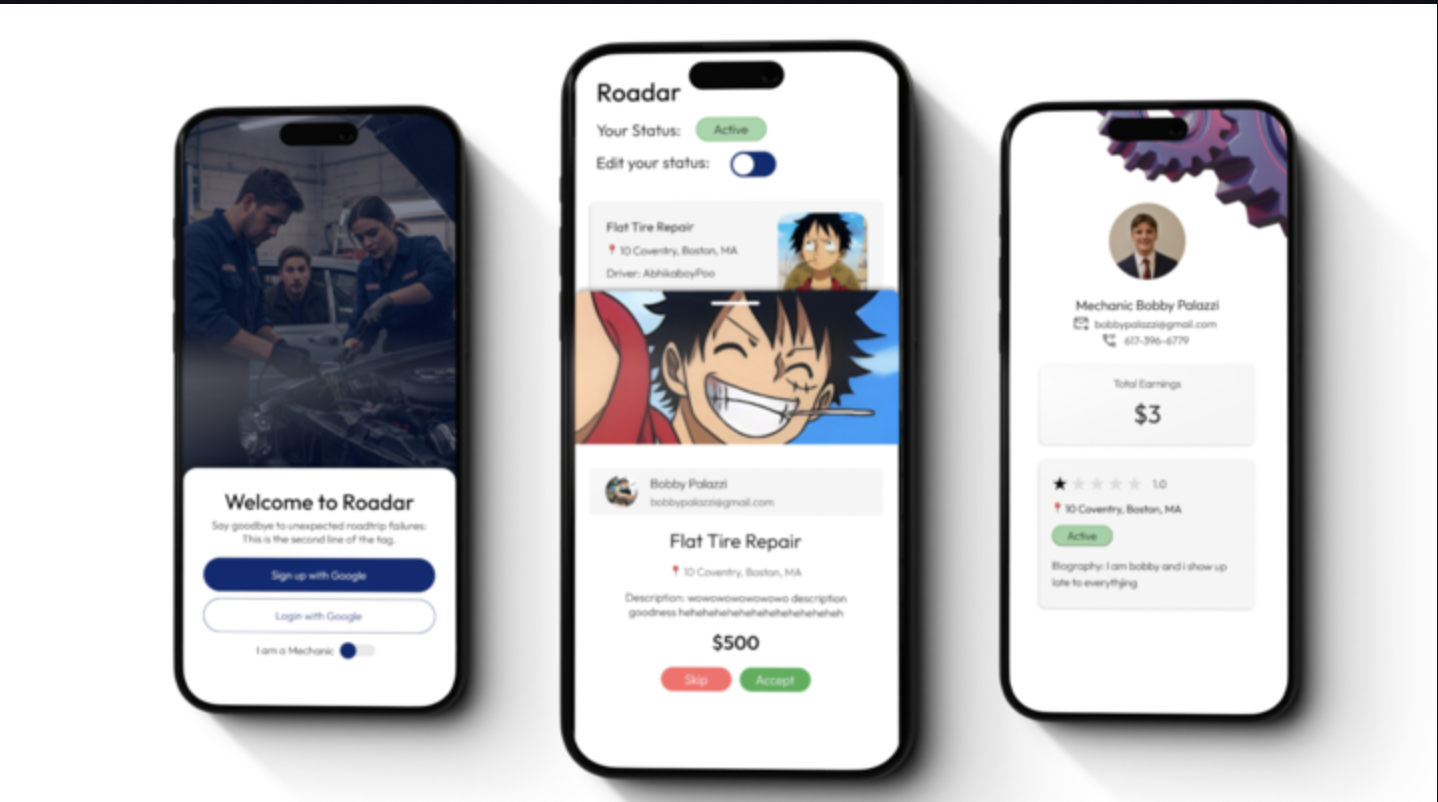 Welcome to Roadar
Say goodbye to unexpected roadtrip failures:
This is the second line of the tag.
Sign up with Google
Login with Google
I am a Mechanic
Roadar
Your Status: Active
Edit your status:
Flat Tire Repair
10 Coventry, Boston, MA
Driver: AbhikaboyPoo
Bobby Palazzi
bobbypalazzi@gmail.com
Flat Tire Repair
10 Coventry, Boston, MA
Description: wowowowowowowo description
goodness hehehehehehehehehehehehheh
$500
Skip Accept
Mechanic Bobby Palazzi
bobbypalazzi@gmail.com
617-396-6779
Total Earnings
$3
1.0
10 Coventry, Boston, MA
Active
Biography: I am bobby and i show up
late to everythjing